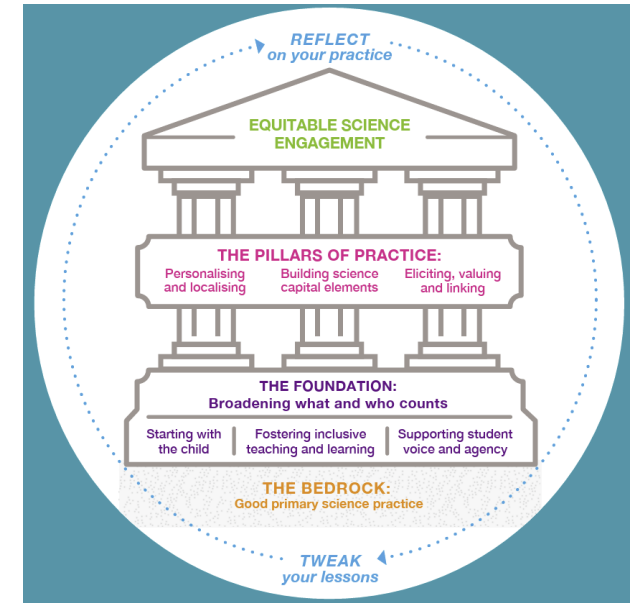 REFLECT
on your practice
EQUITABLE SCIENCE
ENGAGEMENT
THE PILLARS OF PRACTICE:
Personalising
and localising
Building science
capital elements
Eliciting, valuing
and linking
THE FOUNDATION:
Broadening what and who counts
Starting with
the child
Fostering inclusive
teaching and learning
Supporting student
voice and agency
THE BEDROCK:
Good primary science practice
TWEAK
your lessons